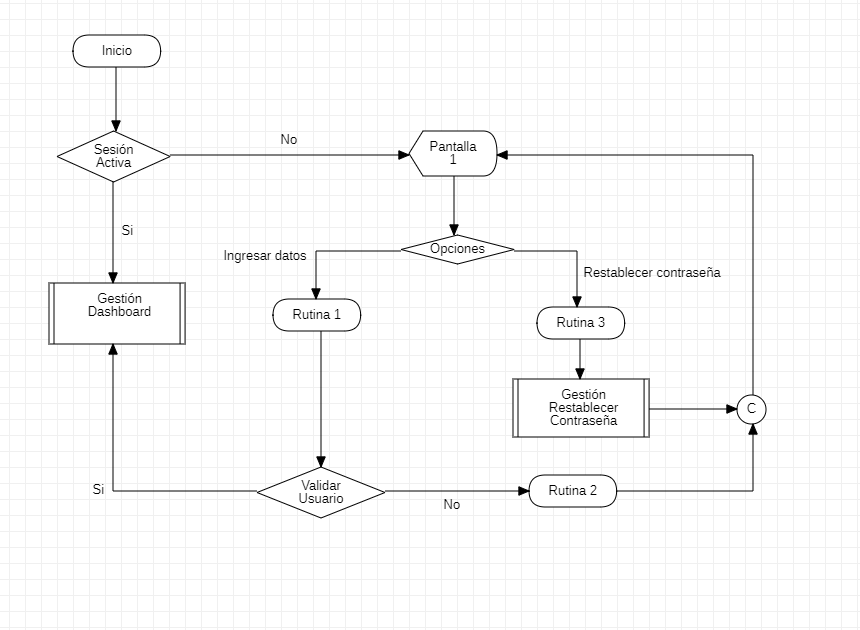 Inicio
Sesión
Activa
No
Pantalla
1
Si
Opciones
Ingresar datos
Restablecer contraseña
Gestión
Dashboard
Rutina 1
Rutina 3
Gestión
Restablecer
Contraseña
C
Validar
Usuario
Si
No
Rutina 2